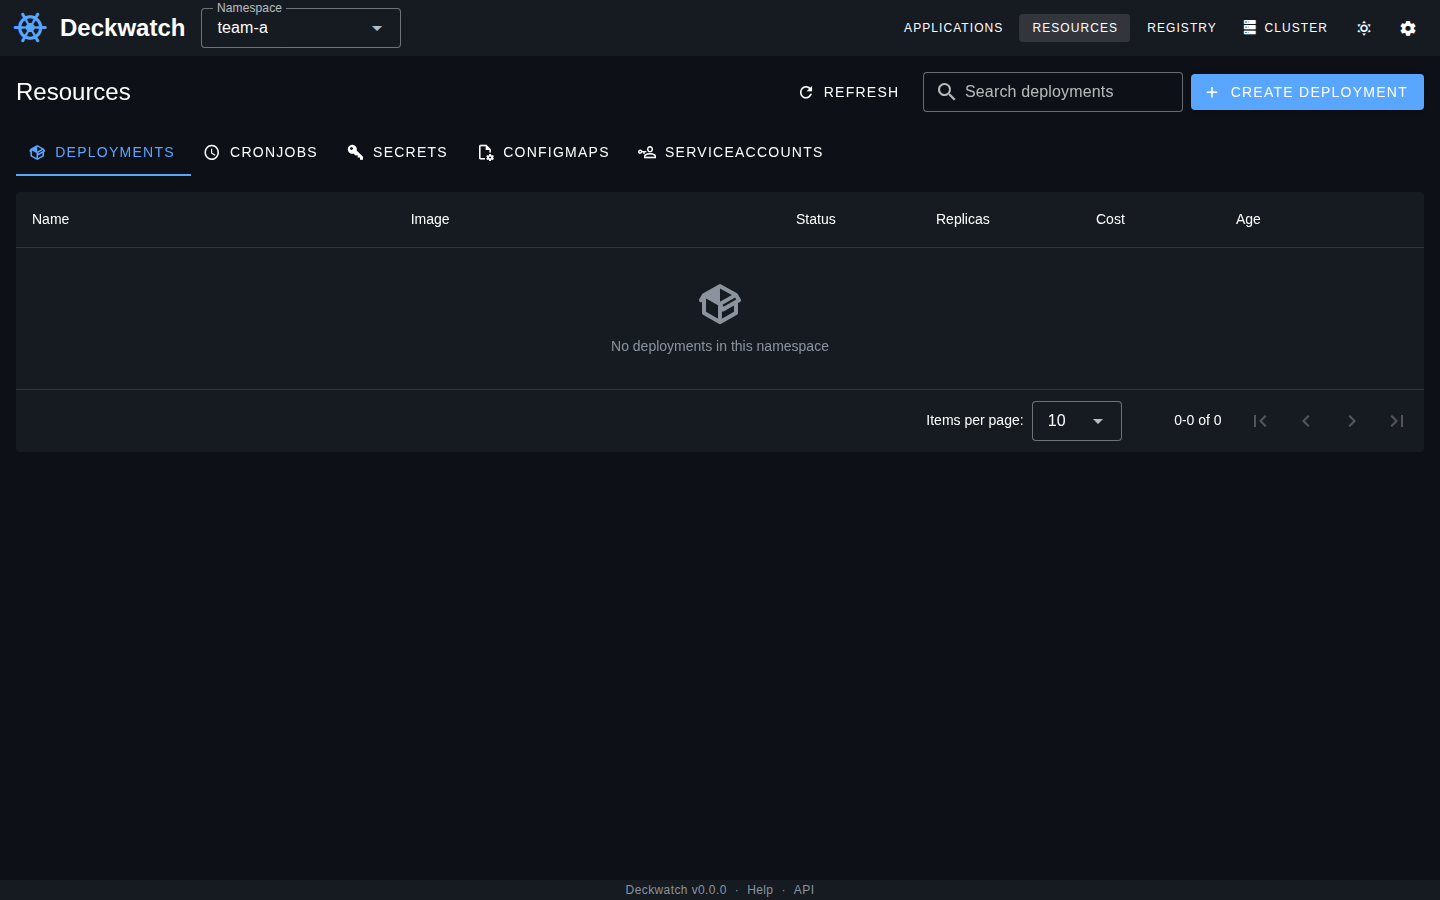 Deckwatch
Namespace
team-a
APPLICATIONS
RESOURCES
REGISTRY
CLUSTER
Resources
REFRESH
Search deployments
CREATE DEPLOYMENT
DEPLOYMENTS
CRONJOBS
SECRETS
CONFIGMAPS
SERVICEACCOUNTS
Name Image Status Replicas Cost Age
No deployments in this namespace
Items per page: 10 0-0 of 0
Deckwatch v0.0.0 · Help · API